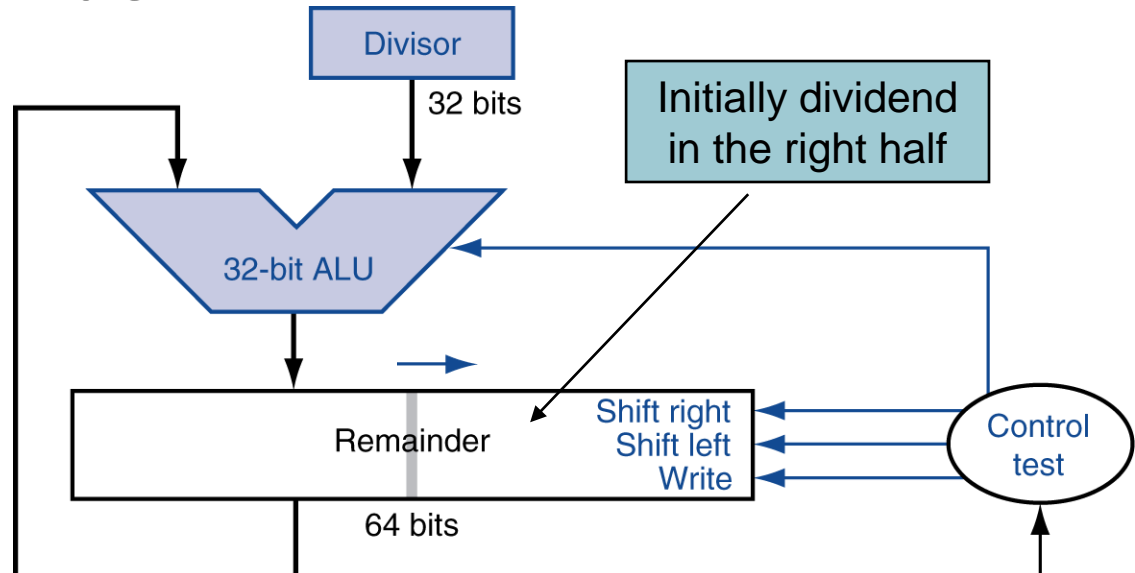 Divisor
32 bits
Initially dividend
in the right half
32-bit ALU
Remainder
Shift right
Shift left
Write
Control
test
64 bits